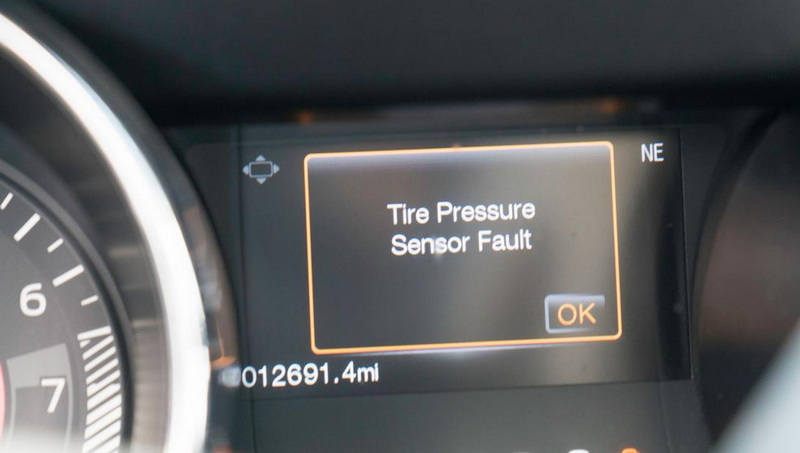 NE
Tire Pressure
Sensor Fault
OK
6
7
012691.4mi